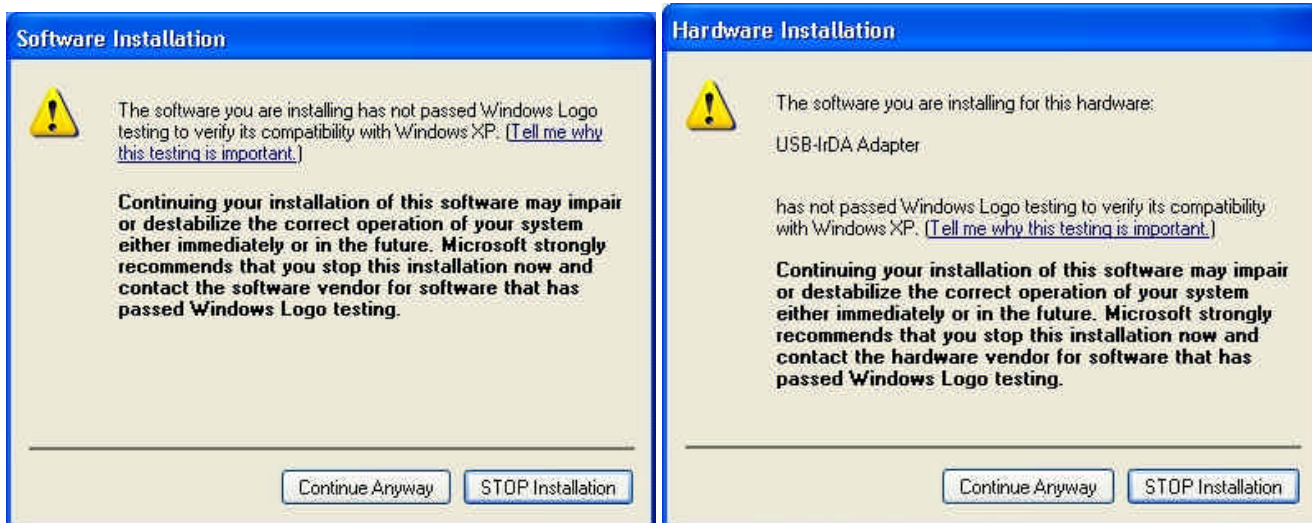 Software Installation
The software you are installing has not passed Windows Logo
testing to verify its compatibility with Windows XP. (Tell me why
this testing is important.)
Continuing your installation of this software may impair
or destabilize the correct operation of your system
either immediately or in the future. Microsoft strongly
recommends that you stop this installation now and
contact the software vendor for software that has
passed Windows Logo testing.
Continue Anyway
STOP Installation
Hardware Installation
The software you are installing for this hardware:
USB-IrDA Adapter
has not passed Windows Logo testing to verify its compatibility
with Windows XP. (Tell me why this testing is important.)
Continuing your installation of this software may impair
or destabilize the correct operation of your system
either immediately or in the future. Microsoft strongly
recommends that you stop this installation now and
contact the hardware vendor for software that has
passed Windows Logo testing.
Continue Anyway
STOP Installation